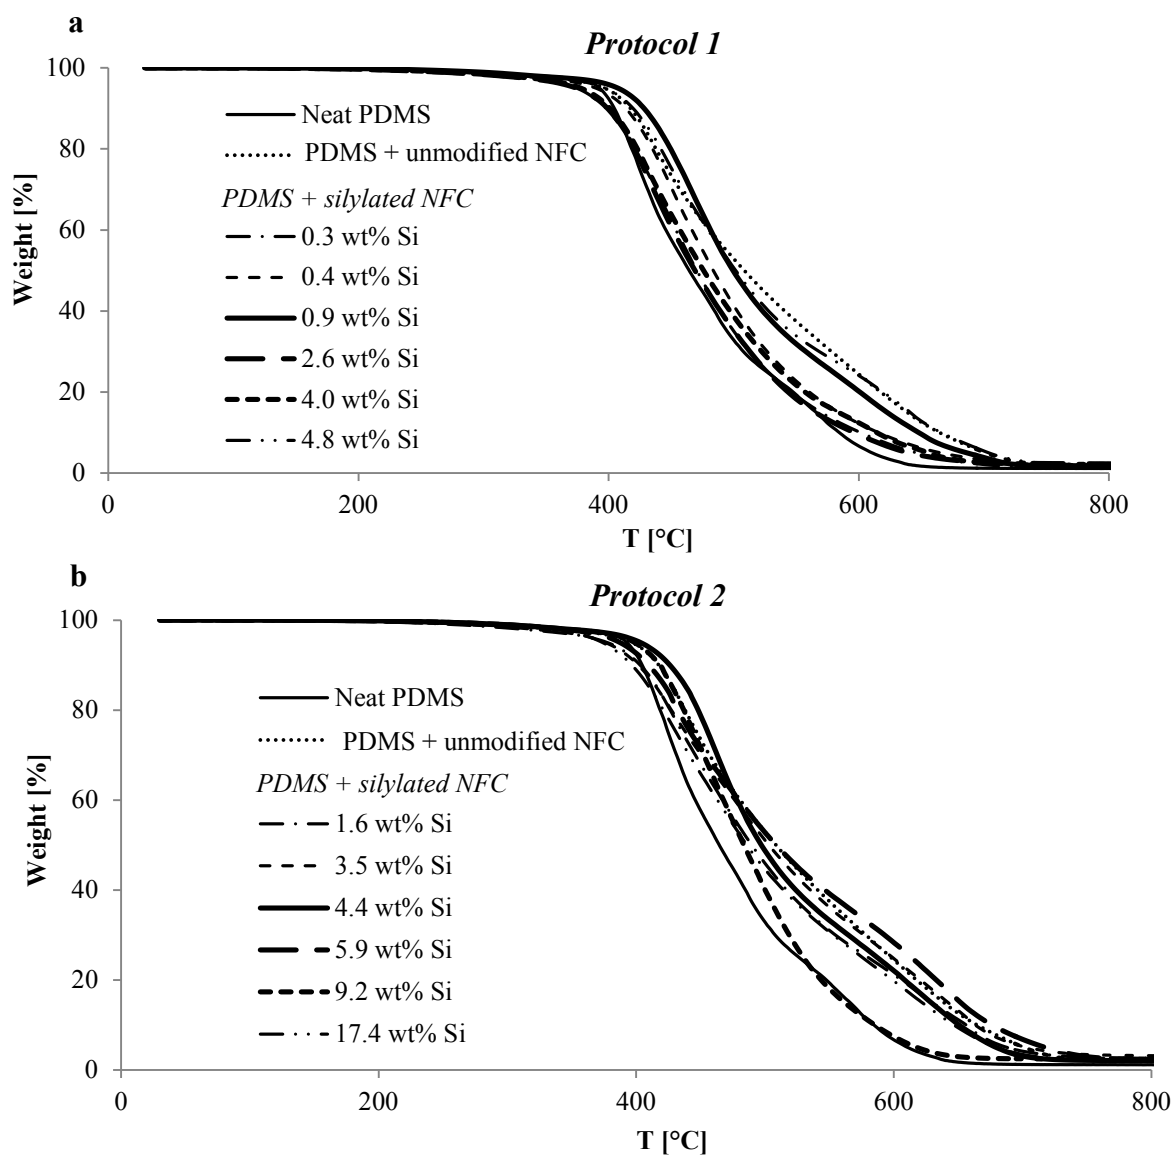 a
Protocol 1
100
80
60
40
20
0
Weight [%]
Neat PDMS
PDMS + unmodified NFC
PDMS + silylated NFC
0.3 wt% Si
0.4 wt% Si
0.9 wt% Si
2.6 wt% Si
4.0 wt% Si
4.8 wt% Si
0 200 400 600 800
T [°C]
b
Protocol 2
100
80
60
40
20
0
Weight [%]
Neat PDMS
PDMS + unmodified NFC
PDMS + silylated NFC
1.6 wt% Si
3.5 wt% Si
4.4 wt% Si
5.9 wt% Si
9.2 wt% Si
17.4 wt% Si
0 200 400 600 800
T [°C]